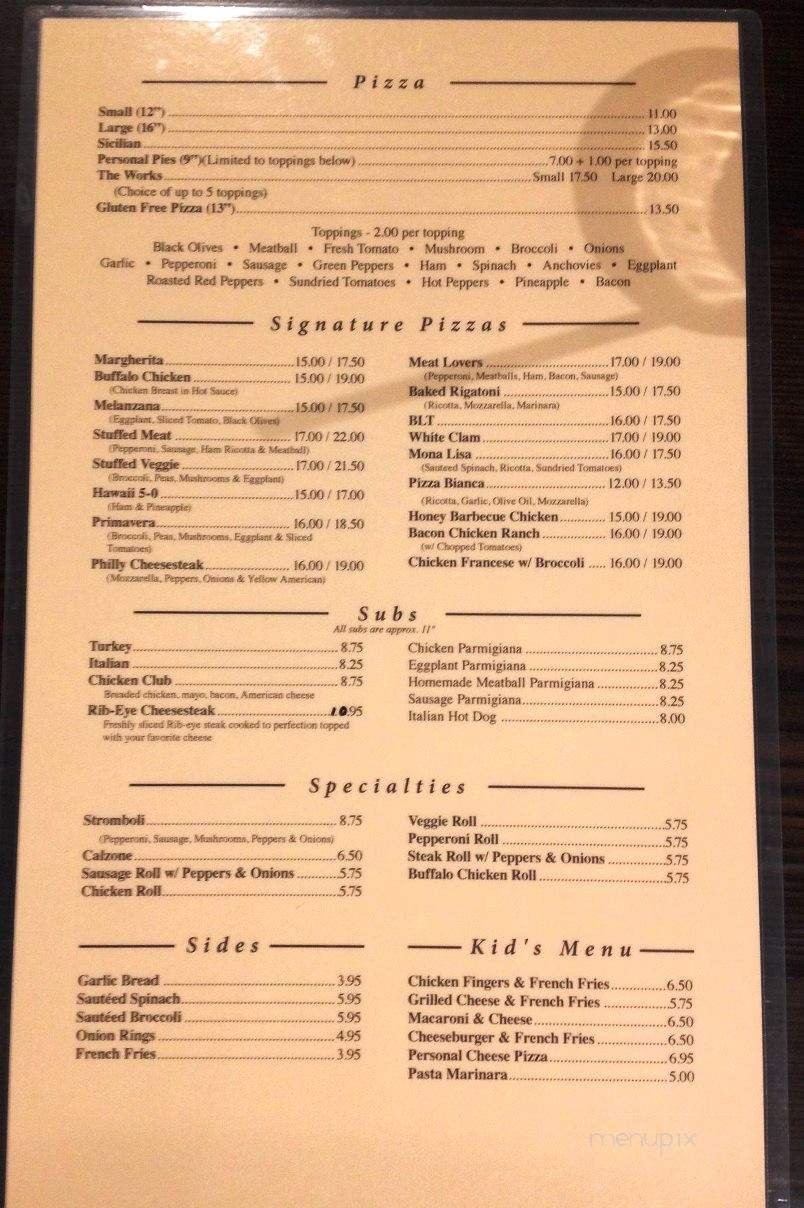 Pizza
Small (12") 11.00
Large (16") 13.00
Sicilian 15.50
Personal Pies (9")(Limited to toppings below) 7.00 + 1.00 per topping
The Works Small 17.50 Large 20.00
(Choice of up to 5 toppings)
Gluten Free Pizza (13") 13.50
Toppings - 2.00 per topping
Black Olives • Meatball • Fresh Tomato • Mushroom • Broccoli • Onions
Garlic • Pepperoni • Sausage • Green Peppers • Ham • Spinach • Anchovies • Eggplant
Roasted Red Peppers • Sundried Tomatoes • Hot Peppers • Pineapple • Bacon
Signature Pizzas
Margherita 15.00 / 17.50
Buffalo Chicken 15.00 / 19.00
(Chicken Breast in Hot Sauce)
Melanzana 15.00 / 17.50
(Eggplant, Sliced Tomato, Black Olives)
Stuffed Meat 17.00 / 22.00
(Pepperoni, Sausage, Ham Ricotta & Meatball)
Stuffed Veggie 17.00 / 21.50
(Broccoli, Peas, Mushrooms & Eggplant)
Hawaii 5-0 15.00 / 17.00
(Ham & Pineapple)
Primavera 16.00 / 18.50
(Broccoli, Peas, Mushrooms, Eggplant & Sliced
Tomatoes)
Philly Cheesesteak 16.00 / 19.00
(Mozzarella, Peppers, Onions & Yellow American)
Meat Lovers 17.00 / 19.00
(Pepperoni, Meatballs, Ham, Bacon, Sausage)
Baked Rigatoni 15.00 / 17.50
(Ricotta, Mozzarella, Marinara)
BLT 16.00 / 17.50
White Clam 17.00 / 19.00
Mona Lisa 16.00 / 17.50
(Sauteed Spinach, Ricotta, Sundried Tomatoes)
Pizza Bianca 12.00 / 13.50
(Ricotta, Garlic, Olive Oil, Mozzarella)
Honey Barbecue Chicken 15.00 / 19.00
Bacon Chicken Ranch 16.00 / 19.00
(w/ Chopped Tomatoes)
Chicken Francese w/ Broccoli 16.00 / 19.00
Subs
All subs are approx. 11"
Turkey 8.75
Italian 8.25
Chicken Club 8.75
Breaded chicken, mayo, bacon, American cheese
Rib-Eye Cheesesteak 10.95
Freshly sliced Rib-eye steak cooked to perfection topped
with your favorite cheese
Chicken Parmigiana 8.75
Eggplant Parmigiana 8.25
Homemade Meatball Parmigiana 8.25
Sausage Parmigiana 8.25
Italian Hot Dog 8.00
Specialties
Stromboli 8.75
(Pepperoni, Sausage, Mushrooms, Peppers & Onions)
Calzone 6.50
Sausage Roll w/ Peppers & Onions 5.75
Chicken Roll 5.75
Veggie Roll 5.75
Pepperoni Roll 5.75
Steak Roll w/ Peppers & Onions 5.75
Buffalo Chicken Roll 5.75
Sides
Garlic Bread 3.95
Sautéed Spinach 5.95
Sautéed Broccoli 5.95
Onion Rings 4.95
French Fries 3.95
Kid's Menu
Chicken Fingers & French Fries 6.50
Grilled Cheese & French Fries 5.75
Macaroni & Cheese 6.50
Cheeseburger & French Fries 6.50
Personal Cheese Pizza 6.95
Pasta Marinara 5.00
menupix